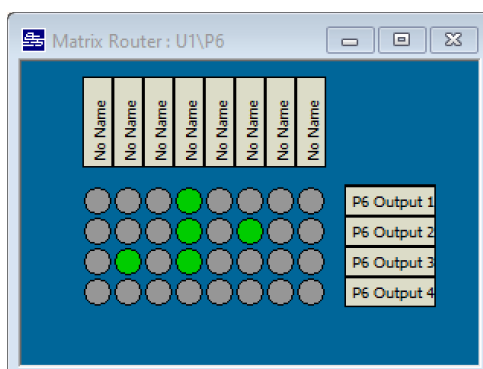 Matrix Router : U1\P6
No Name
No Name
No Name
No Name
No Name
No Name
No Name
No Name
P6 Output 1
P6 Output 2
P6 Output 3
P6 Output 4